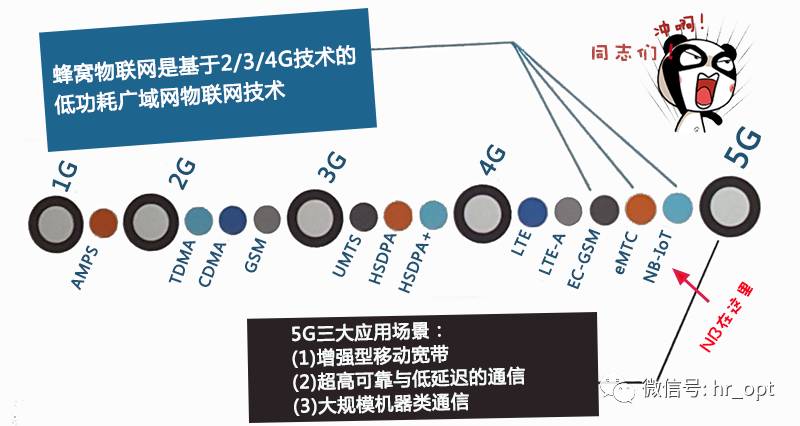 蜂窝物联网是基于2/3/4G技术的
低功耗广域网物联网技术
冲啊!
同志们!
1G
2G
3G
4G
5G
AMPS
TDMA
CDMA
GSM
UMTS
HSDPA
HSDPA+
LTE
LTE-A
EC-GSM
eMTC
NB-IoT
NB在这里
5G三大应用场景：
(1)增强型移动宽带
(2)超高可靠与低延迟的通信
(3)大规模机器类通信
微信号: hr_opt